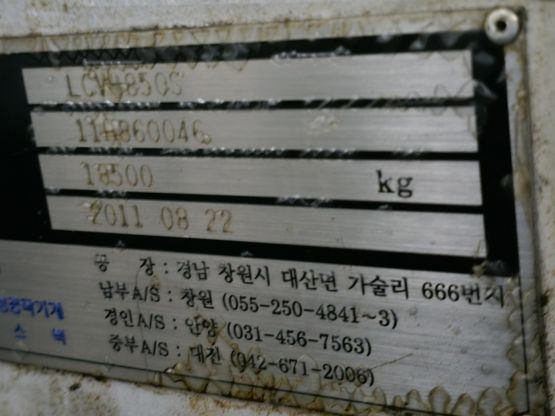 LCV4850S
11H860046
18500 kg
2011 08 22
공 장 : 경남 창원시 대산면 가술리 666번지
남부A/S : 창원 (055-250-4841~3)
경인A/S : 안양 (031-456-7563)
중부A/S : 대전 (042-671-2006)